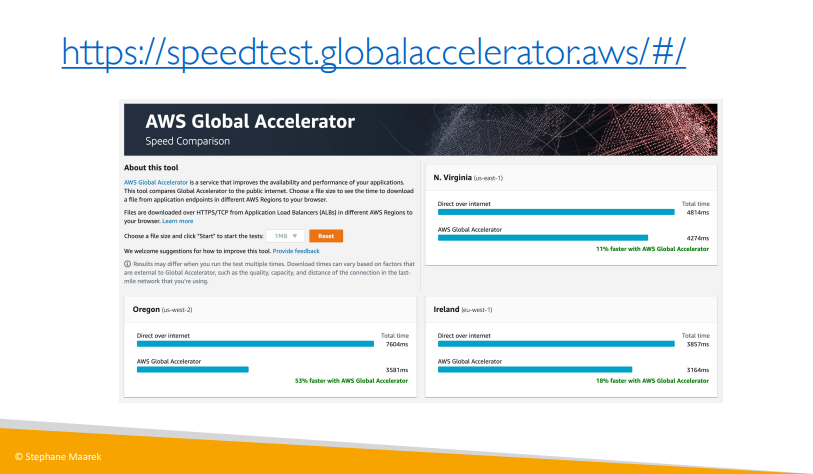 https://speedtest.globalaccelerator.aws/#/
AWS Global Accelerator
Speed Comparison
About this tool
AWS Global Accelerator is a service that improves the availability and performance of your applications.
This tool compares Global Accelerator to the public internet. Choose a file size to see the time to download
a file from application endpoints in different AWS Regions to your browser.
Files are downloaded over HTTPS/TCP from Application Load Balancers (ALBs) in different AWS Regions to
your browser. Learn more
Choose a file size and click "Start" to start the tests: 1MB ▼ Reset
We welcome suggestions for how to improve this tool. Provide feedback
Results may differ when you run the test multiple times. Download times can vary based on factors that
are external to Global Accelerator, such as the quality, capacity, and distance of the connection in the last-
mile network that you're using.
N. Virginia (us-east-1)
Direct over internet Total time
4814ms
AWS Global Accelerator
4274ms
11% faster with AWS Global Accelerator
Oregon (us-west-2)
Direct over internet Total time
7604ms
AWS Global Accelerator
3581ms
53% faster with AWS Global Accelerator
Ireland (eu-west-1)
Direct over internet Total time
3857ms
AWS Global Accelerator
3164ms
18% faster with AWS Global Accelerator
© Stephane Maarek